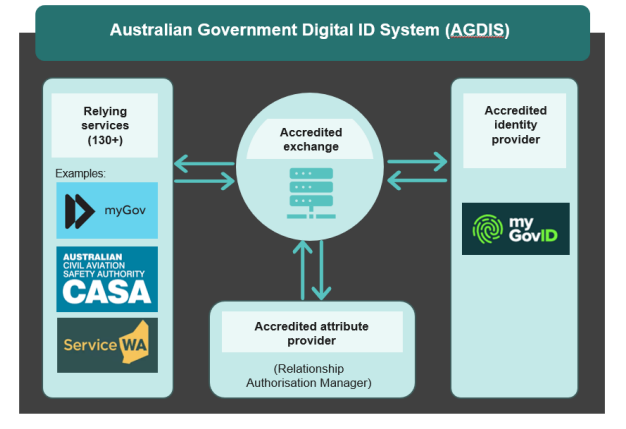 Australian Government Digital ID System (AGDIS)
Relying
services
(130+)
Examples:
myGov
AUSTRALIAN
CIVIL AVIATION
SAFETY AUTHORITY
CASA
Service WA
Accredited
exchange
Accredited attribute
provider
(Relationship
Authorisation Manager)
Accredited
identity
provider
my
GovID